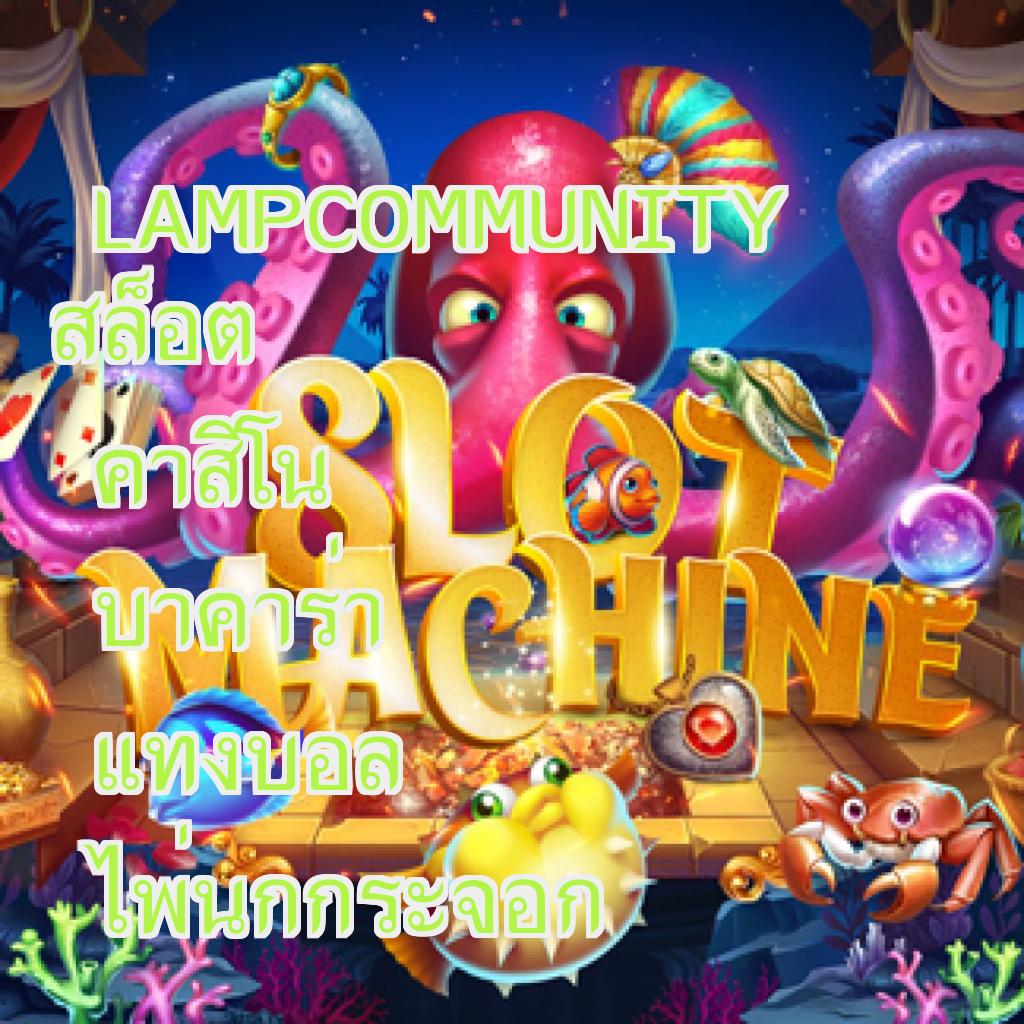 LAMPCOMMUNITY
สล็อต
SLOT
คาสิโน
MACHINE
บาคาร่า
แทงบอล
ไพ่นกกระจอก